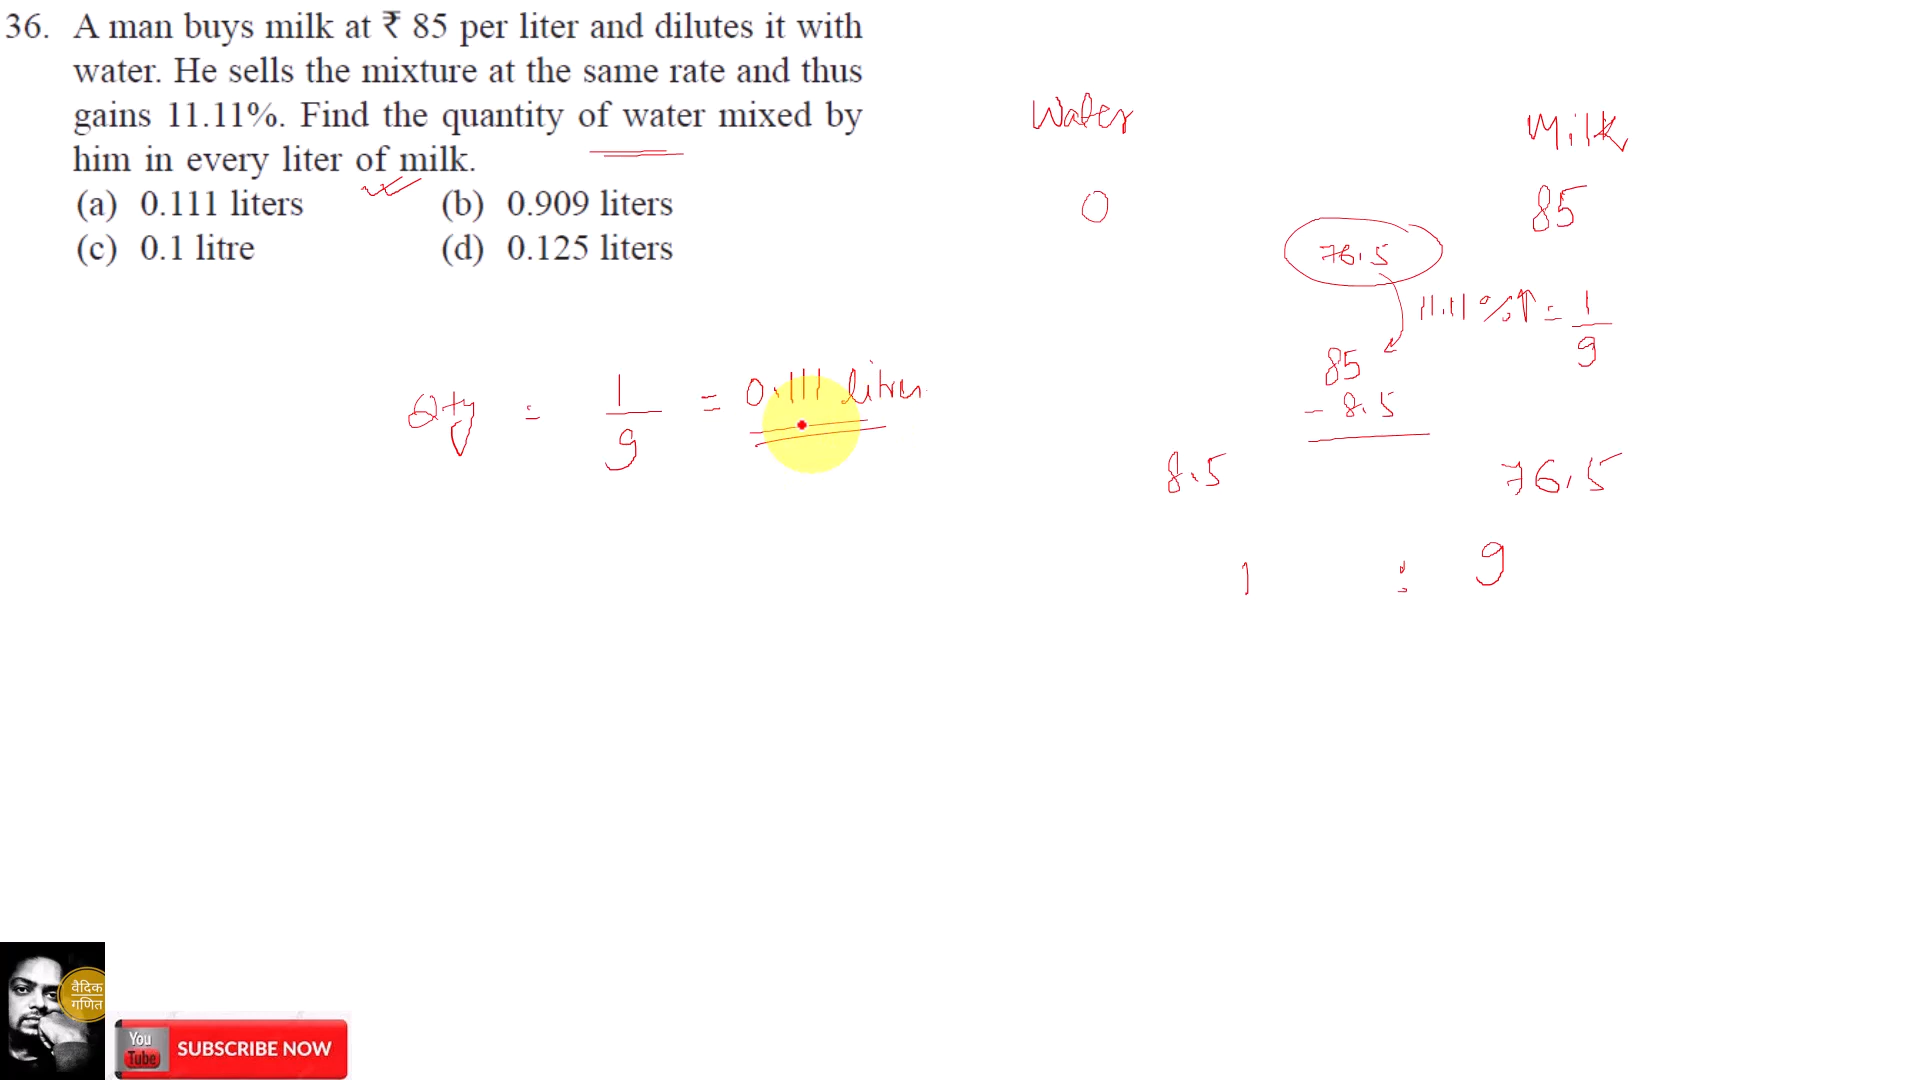 36. A man buys milk at ₹ 85 per liter and dilutes it with
water. He sells the mixture at the same rate and thus
gains 11.11%. Find the quantity of water mixed by
him in every liter of milk.
(a) 0.111 liters (b) 0.909 liters
(c) 0.1 litre (d) 0.125 liters
Qty = 1/9 = 0.111 litres
Water Milk
0 85
76.5
11.11%↑ = 1/9
85
- 8.5
8.5 76.5
1 : 9
वैदिक
गणित
You
Tube
SUBSCRIBE NOW